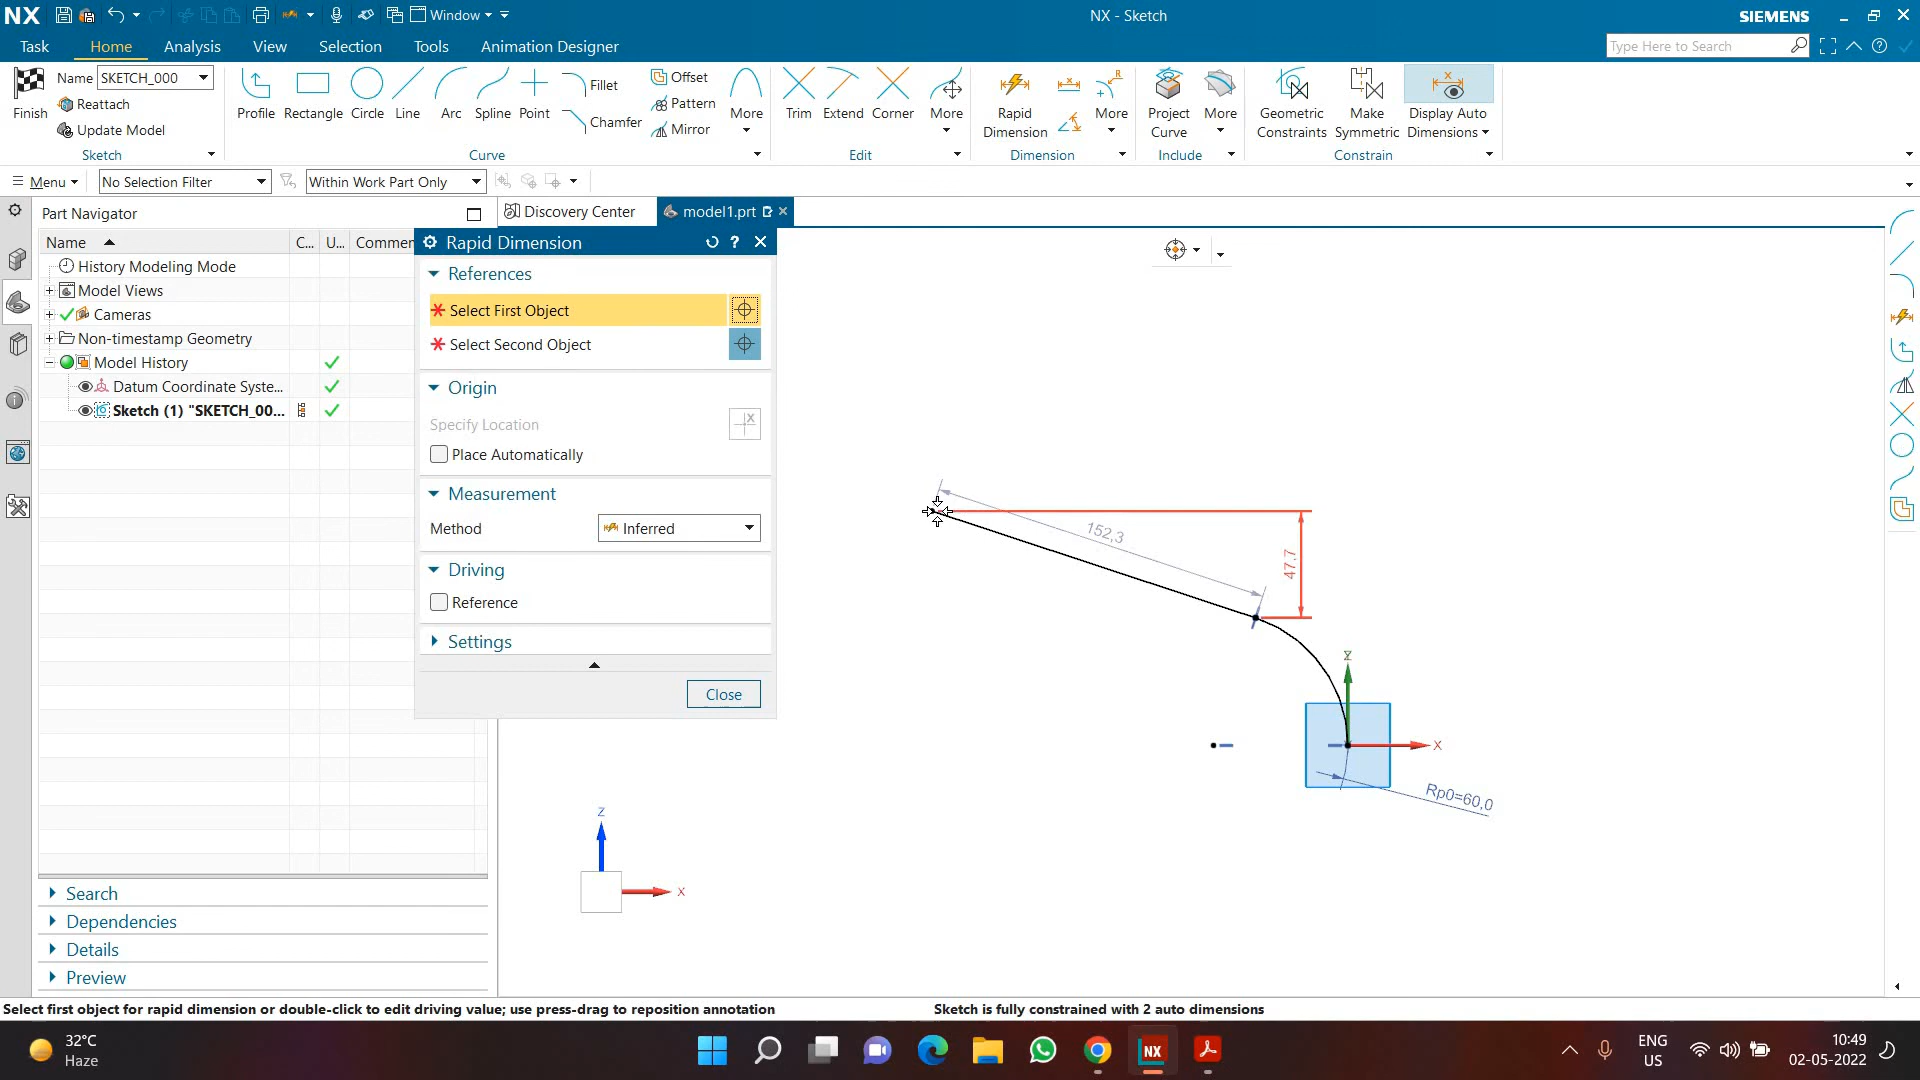 NX
Window
NX - Sketch
SIEMENS
Task
Home
Analysis
View
Selection
Tools
Animation Designer
Type Here to Search
Finish
Name
SKETCH_000
Reattach
Update Model
Profile
Rectangle
Circle
Line
Arc
Spline
Point
Fillet
Chamfer
Offset
Pattern
Mirror
More
Trim
Extend
Corner
More
Rapid
Dimension
More
Project
Curve
More
Geometric
Constraints
Make
Symmetric
Display Auto
Dimensions
Sketch
Curve
Edit
Dimension
Include
Constrain
Menu
No Selection Filter
Within Work Part Only
Part Navigator
Discovery Center
model1.prt
Name
C...
U...
Commen
History Modeling Mode
Model Views
Cameras
Non-timestamp Geometry
Model History
Datum Coordinate Syste...
Sketch (1) "SKETCH_00...
Rapid Dimension
?
References
* Select First Object
* Select Second Object
Origin
Specify Location
Place Automatically
Measurement
Method
Inferred
Driving
Reference
Settings
Close
152,3
47,7
Z
X
Rp0=60,0
Z
X
Search
Dependencies
Details
Preview
Select first object for rapid dimension or double-click to edit driving value; use press-drag to reposition annotation
Sketch is fully constrained with 2 auto dimensions
32°C
Haze
NX
ENG
US
10:49
02-05-2022